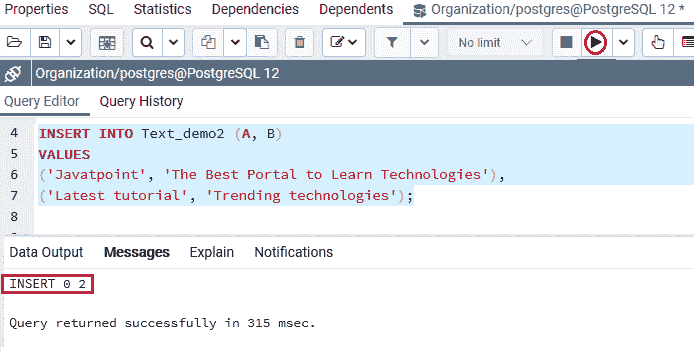 Properties SQL Statistics Dependencies Dependents Organization/postgres@PostgreSQL 12 *
No limit
Organization/postgres@PostgreSQL 12
Query Editor Query History
4 INSERT INTO Text_demo2 (A, B)
5 VALUES
6 ('Javatpoint', 'The Best Portal to Learn Technologies'),
7 ('Latest tutorial', 'Trending technologies');
8
Data Output Messages Explain Notifications
INSERT 0 2
Query returned successfully in 315 msec.